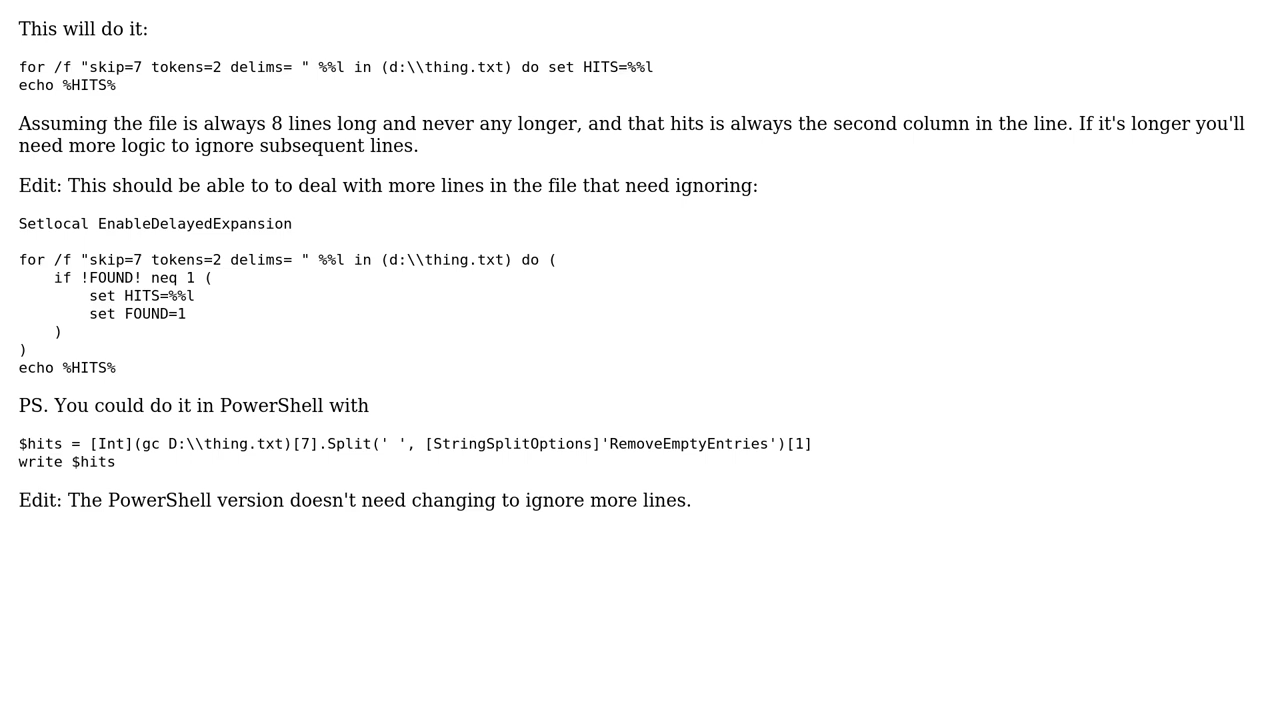 This will do it:
for /f "skip=7 tokens=2 delims= " %%l in (d:\\thing.txt) do set HITS=%%l
echo %HITS%
Assuming the file is always 8 lines long and never any longer, and that hits is always the second column in the line. If it's longer you'll
need more logic to ignore subsequent lines.
Edit: This should be able to to deal with more lines in the file that need ignoring:
Setlocal EnableDelayedExpansion
for /f "skip=7 tokens=2 delims= " %%l in (d:\\thing.txt) do (
    if !FOUND! neq 1 (
        set HITS=%%l
        set FOUND=1
    )
)
echo %HITS%
PS. You could do it in PowerShell with
$hits = [Int](gc D:\\thing.txt)[7].Split(' ', [StringSplitOptions]'RemoveEmptyEntries')[1]
write $hits
Edit: The PowerShell version doesn't need changing to ignore more lines.